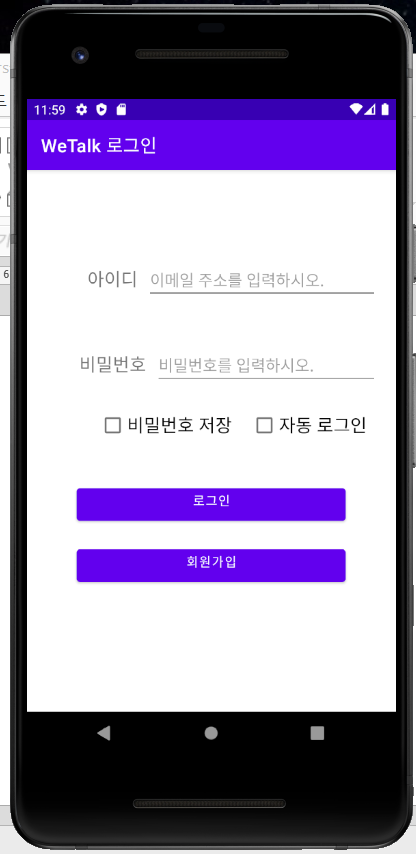 11:59
WeTalk 로그인
아이디 이메일 주소를 입력하시오.
비밀번호 비밀번호를 입력하시오.
비밀번호 저장 자동 로그인
로그인
회원가입